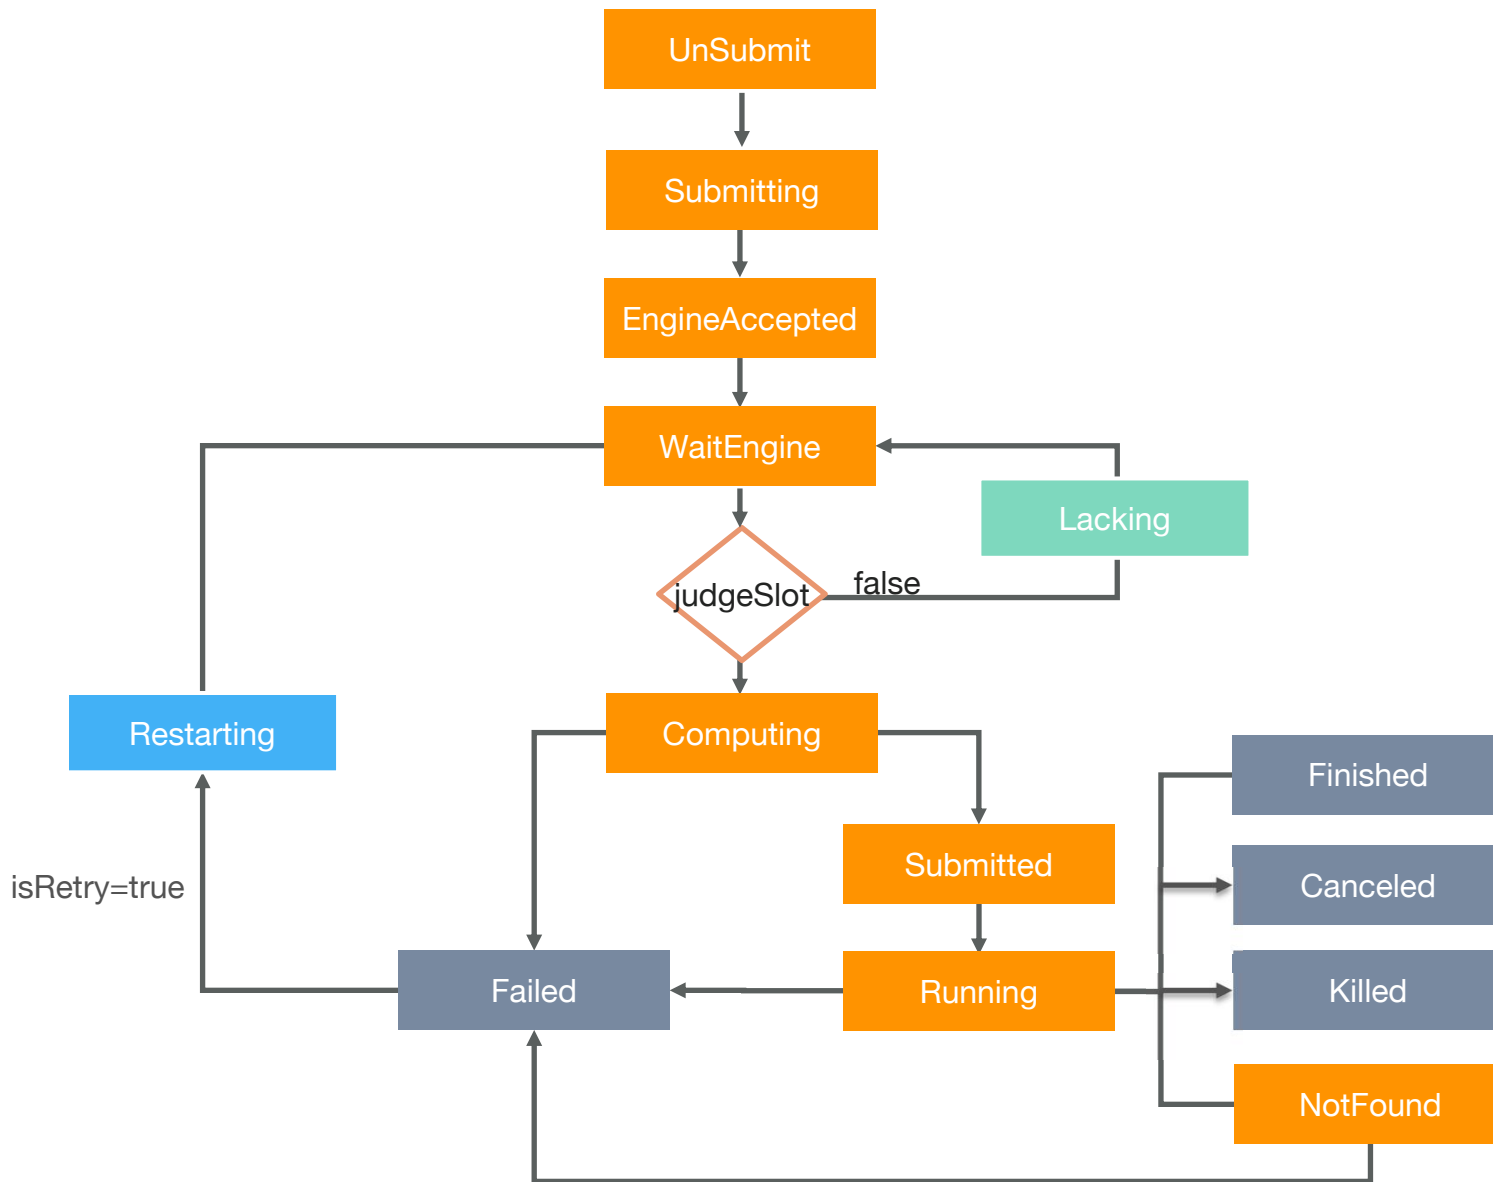 UnSubmit
Submitting
EngineAccepted
WaitEngine
Lacking
judgeSlot
false
Restarting
Computing
Finished
Submitted
isRetry=true
Canceled
Failed
Running
Killed
NotFound